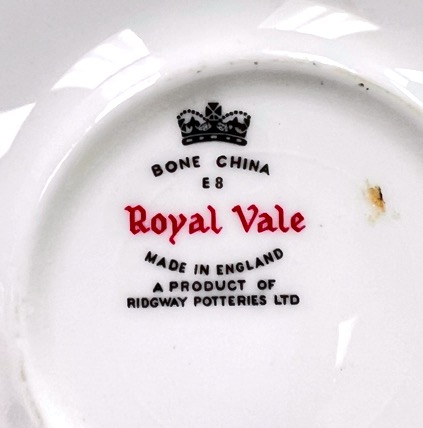 BONE CHINA
E8
Royal Vale
MADE IN ENGLAND
A PRODUCT OF
RIDGWAY POTTERIES LTD